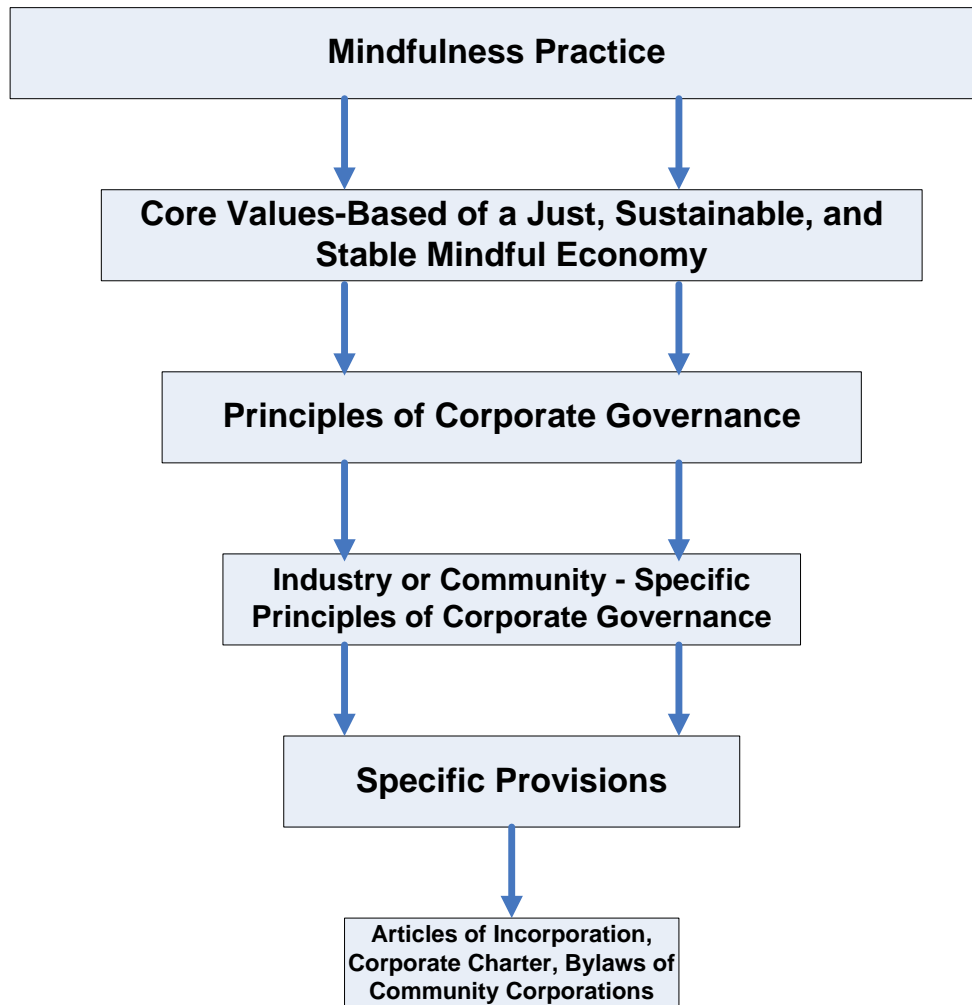 Mindfulness Practice
Core Values-Based of a Just, Sustainable, and
Stable Mindful Economy
Principles of Corporate Governance
Industry or Community - Specific
Principles of Corporate Governance
Specific Provisions
Articles of Incorporation,
Corporate Charter, Bylaws of
Community Corporations